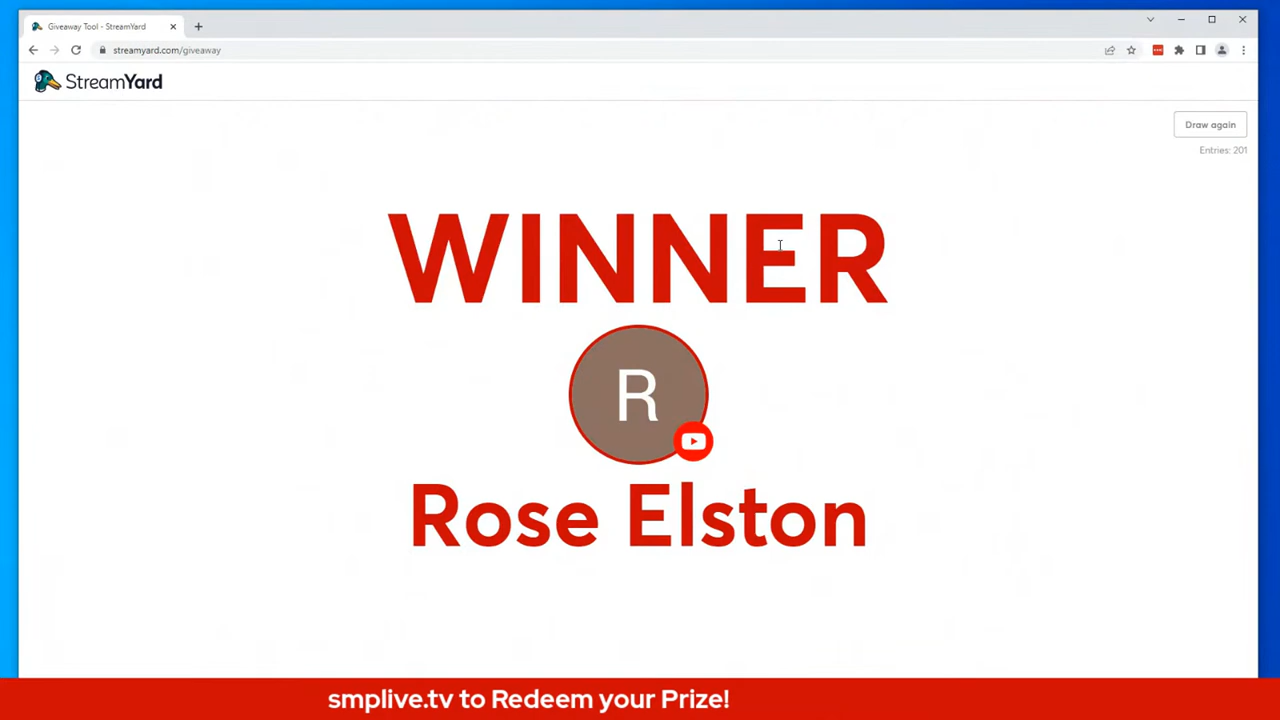 Giveaway Tool - StreamYard
streamyard.com/giveaway
StreamYard
Draw again
Entries: 201
WINNER
R
Rose Elston
smplive.tv to Redeem your Prize!